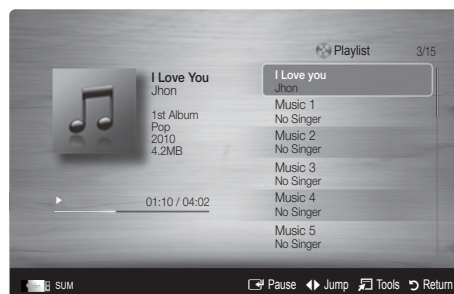 Playlist 3/15
I Love You
Jhon
1st Album
Pop
2010
4.2MB
01:10 / 04:02
I Love you
Jhon
Music 1
No Singer
Music 2
No Singer
Music 3
No Singer
Music 4
No Singer
Music 5
No Singer
SUM
Pause Jump Tools Return